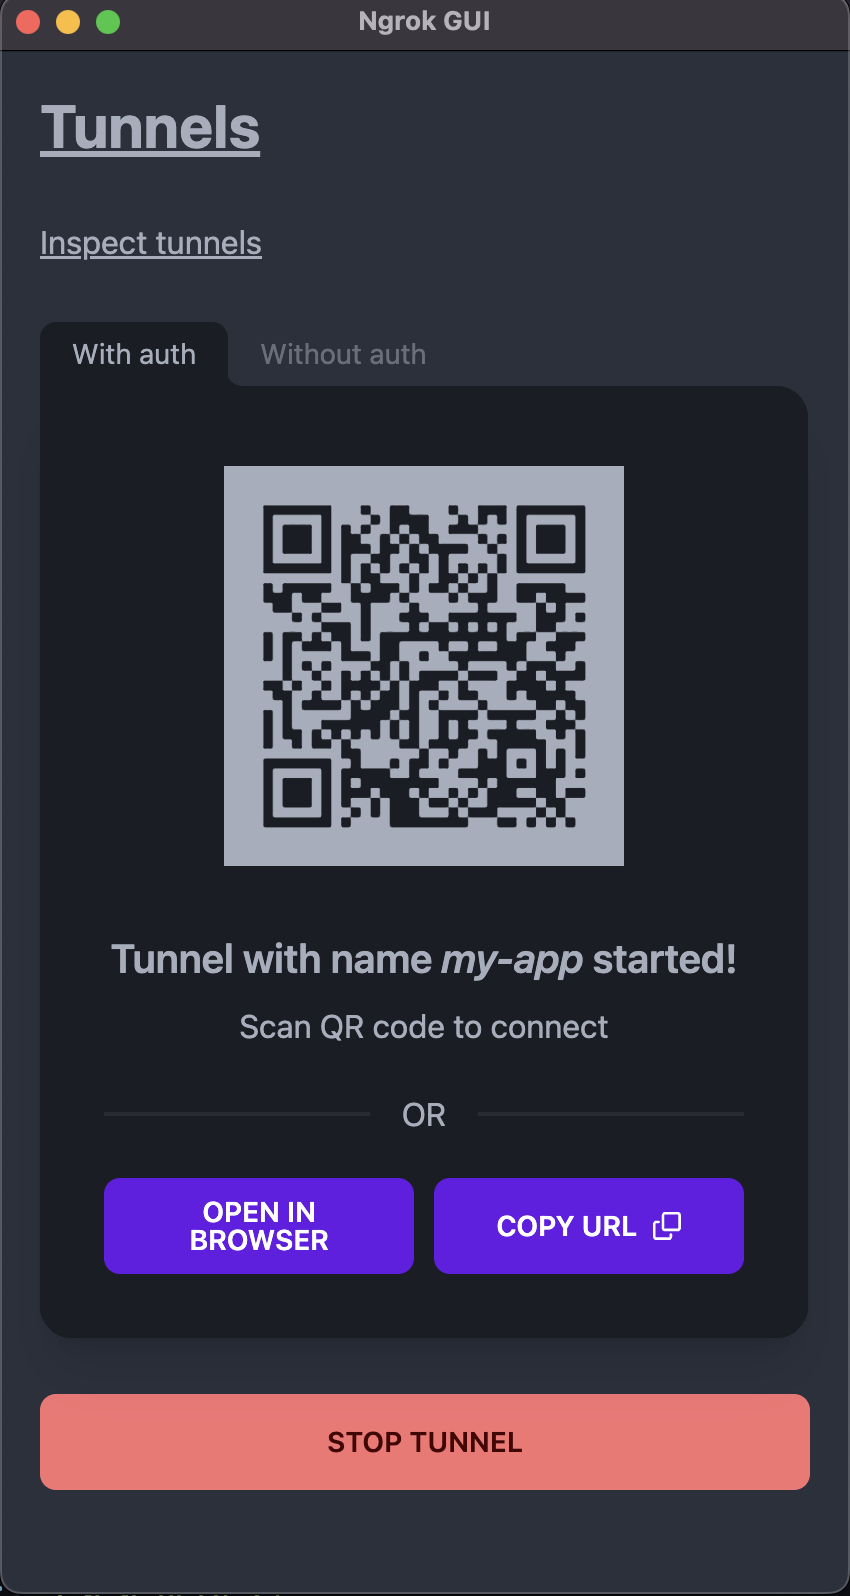 Ngrok GUI
Tunnels
Inspect tunnels
With auth
Without auth
Tunnel with name my-app started!
Scan QR code to connect
OR
OPEN IN
BROWSER
COPY URL
STOP TUNNEL